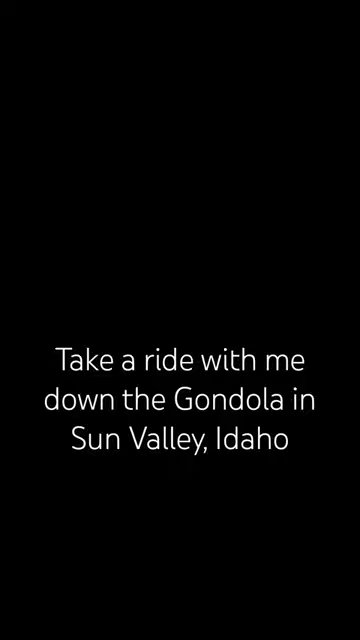 Take a ride with me
down the Gondola in
Sun Valley, Idaho